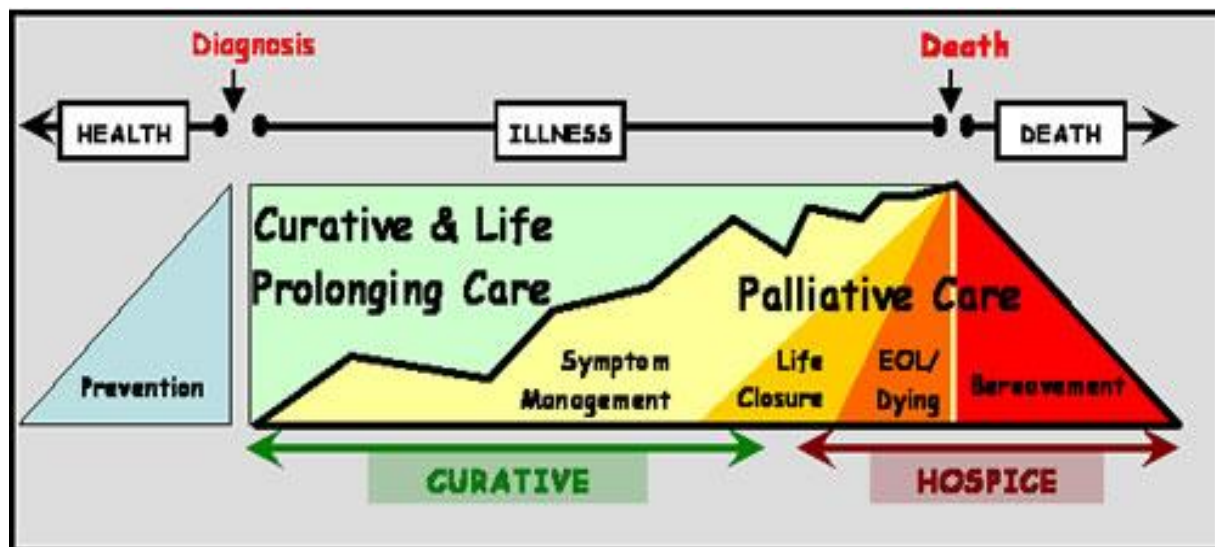 Diagnosis
Death
HEALTH
ILLNESS
DEATH
Curative & Life
Prolonging Care
Palliative Care
Prevention
Symptom
Management
Life
Closure
EOL/
Dying
Bereavement
CURATIVE
HOSPICE